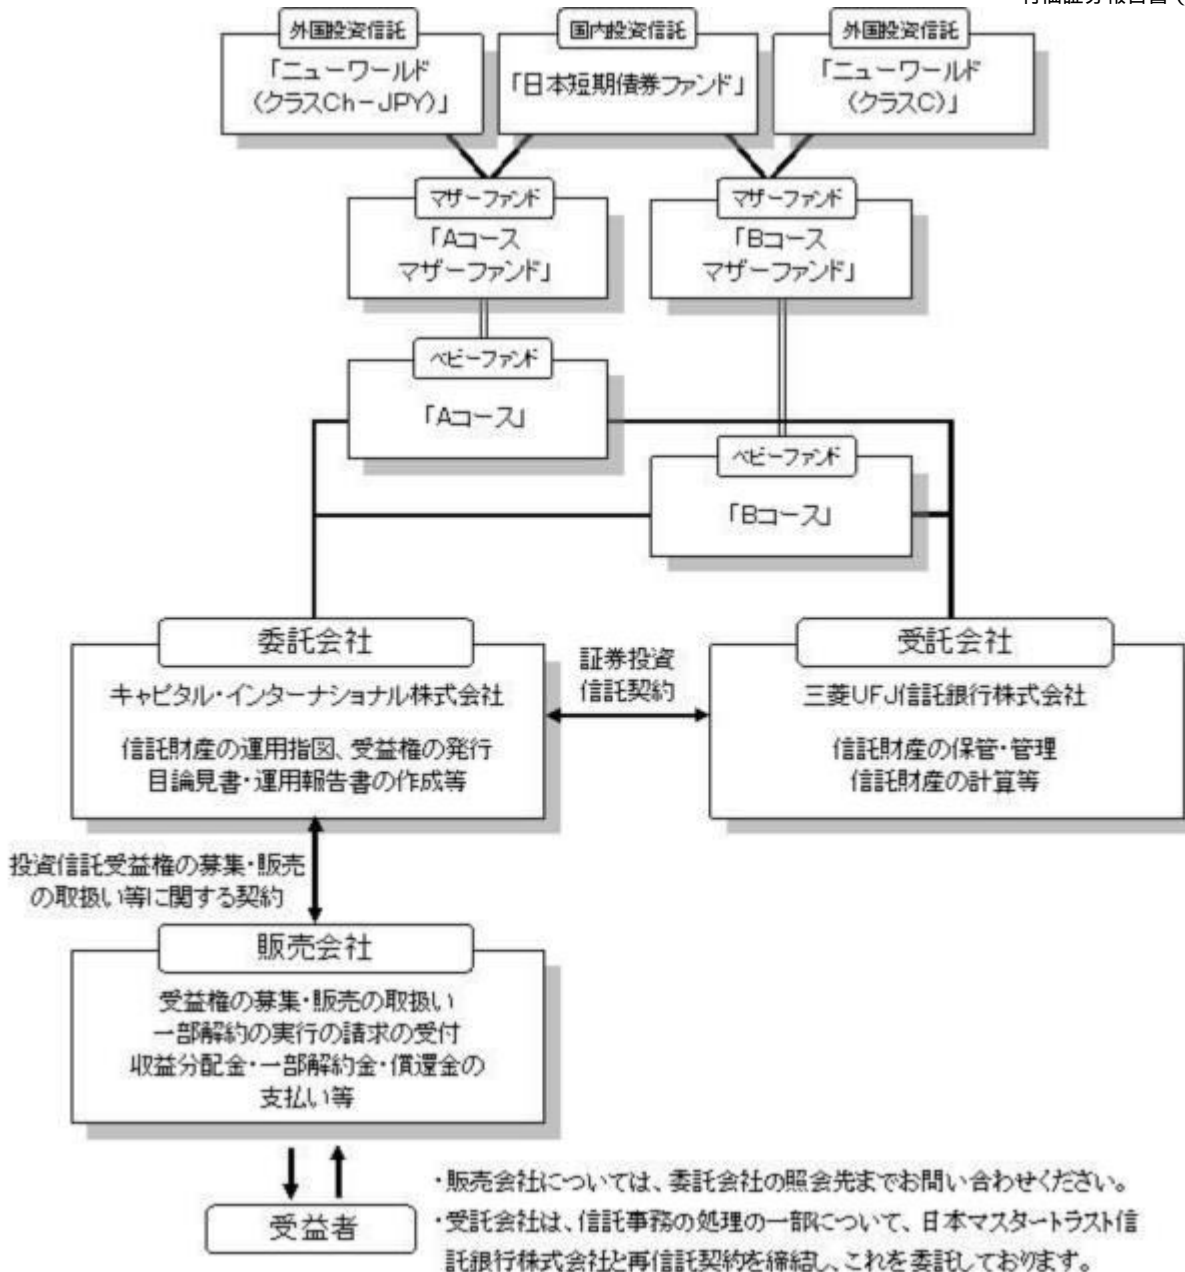 外国投資信託
国内投資信託
外国投資信託
「ニューワールド
(クラスCh-JPY)」
「日本短期債券ファンド」
「ニューワールド
(クラスC)」
マザーファンド
マザーファンド
「Aコース
マザーファンド」
「Bコース
マザーファンド」
ベビーファンド
「Aコース」
ベビーファンド
「Bコース」
委託会社
キャピタル・インターナショナル株式会社
信託財産の運用指図、受益権の発行
目論見書・運用報告書の作成等
証券投資
信託契約
受託会社
三菱UFJ信託銀行株式会社
信託財産の保管・管理
信託財産の計算等
投資信託受益権の募集・販売
の取扱い等に関する契約
販売会社
受益権の募集・販売の取扱い
一部解約の実行の請求の受付
収益分配金・一部解約金・償還金の
支払い等
受益者
・販売会社については、委託会社の照会先までお問い合わせください。
・受託会社は、信託事務の処理の一部について、日本マスタートラスト信
託銀行株式会社と再信託契約を締結し、これを委託しております。